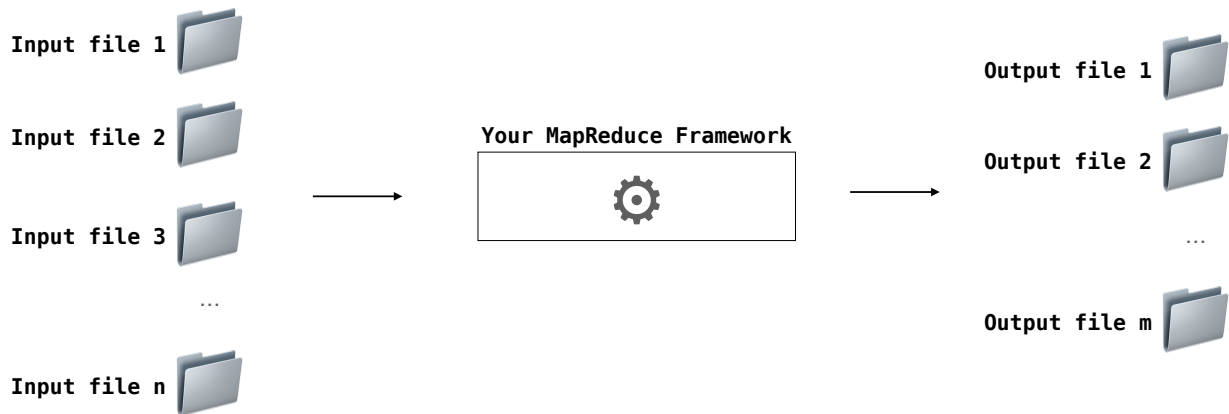 Input file 1
Input file 2
Input file 3
...
Input file n
Your MapReduce Framework
Output file 1
Output file 2
...
Output file m